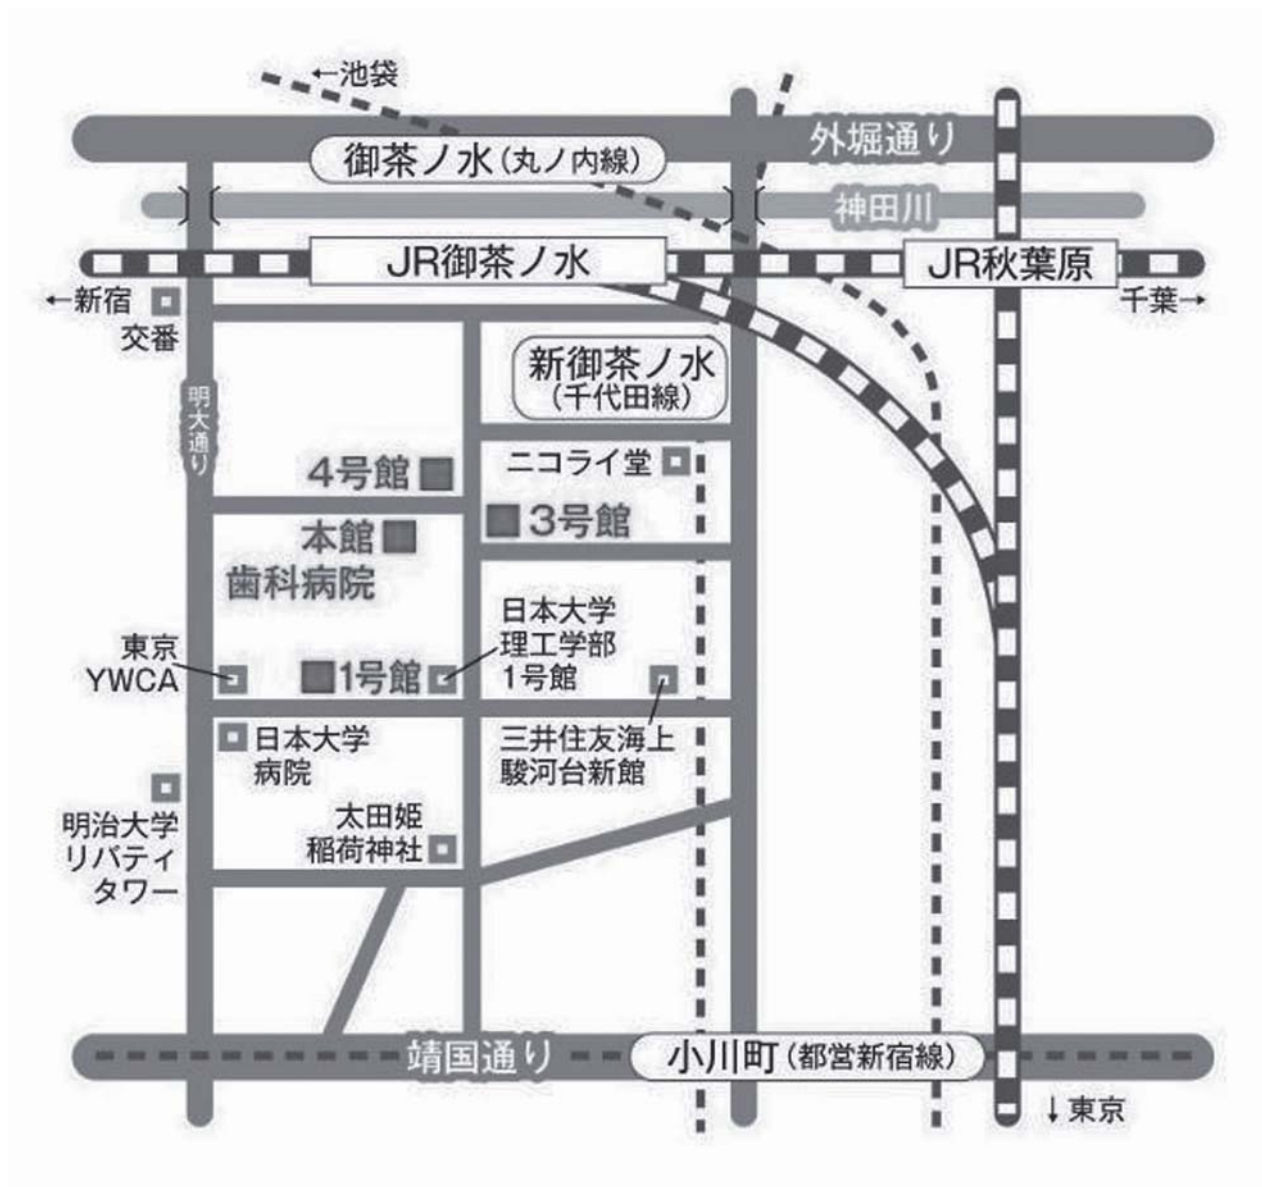 ←池袋
外堀通り
御茶ノ水(丸ノ内線)
神田川
JR御茶ノ水
JR秋葉原
←新宿
交番
千葉→
新御茶ノ水
(千代田線)
明大通り
4号館
ニコライ堂
3号館
本館
歯科病院
日本大学
理工学部
1号館
東京
YWCA
1号館
日本大学
病院
三井住友海上
駿河台新館
明治大学
リバティ
タワー
太田姫
稲荷神社
靖国通り
小川町(都営新宿線)
↓東京